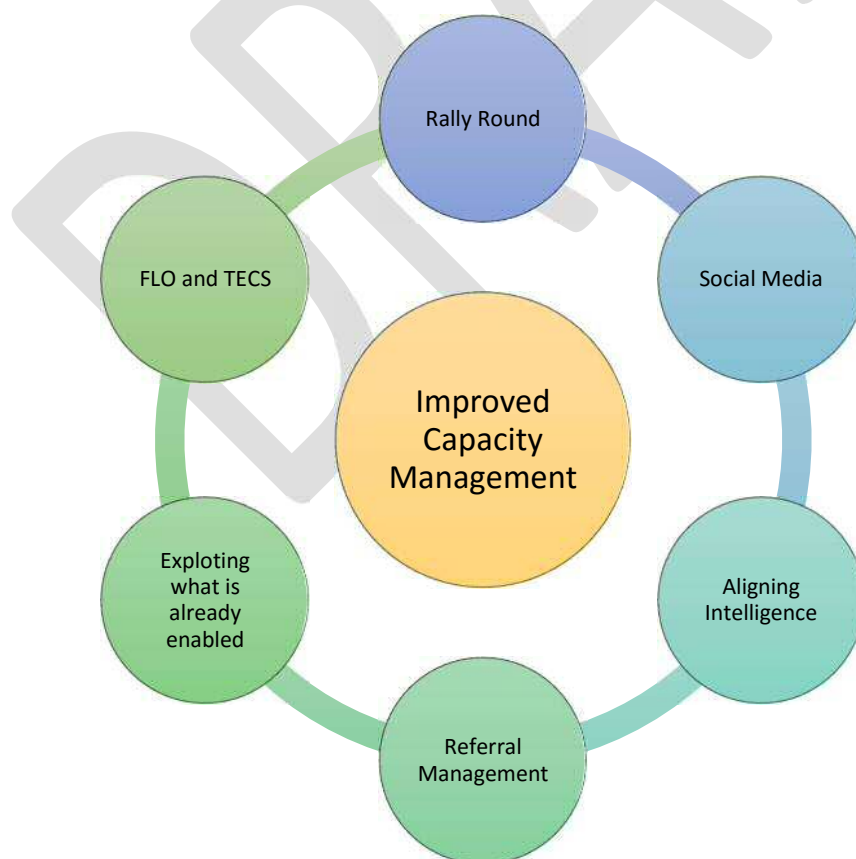 Rally Round
FLO and TECS
Social Media
Improved
Capacity
Management
Exploting
what is
already
enabled
Aligning
Intelligence
Referral
Management